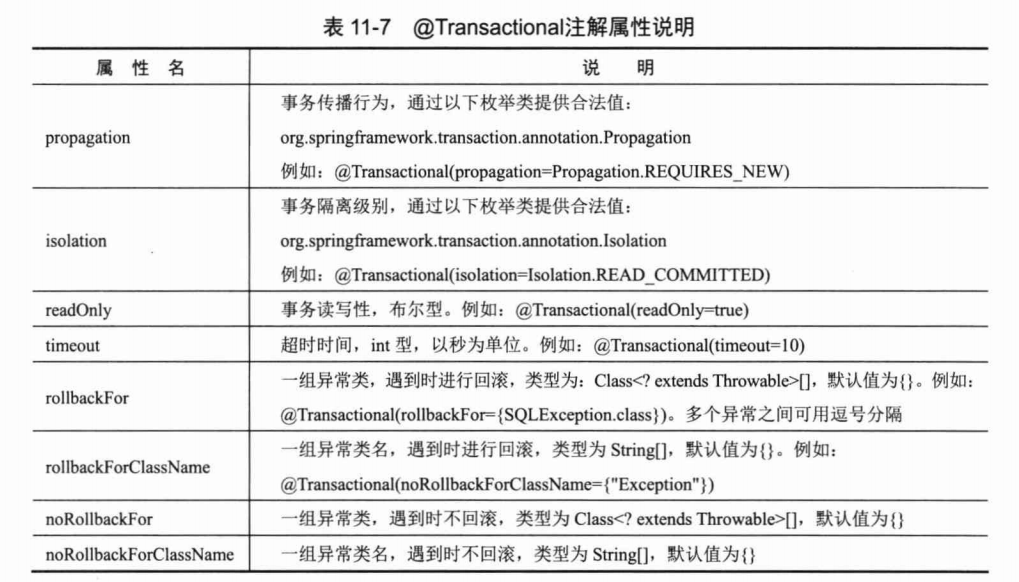 表 11-7 @Transactional注解属性说明
属 性 名 说 明
propagation
事务传播行为，通过以下枚举类提供合法值：
org.springframework.transaction.annotation.Propagation
例如：@Transactional(propagation=Propagation.REQUIRES_NEW)
isolation
事务隔离级别，通过以下枚举类提供合法值：
org.springframework.transaction.annotation.Isolation
例如：@Transactional(isolation=Isolation.READ_COMMITTED)
readOnly 事务读写性，布尔型。例如：@Transactional(readOnly=true)
timeout 超时时间，int 型，以秒为单位。例如：@Transactional(timeout=10)
rollbackFor
一组异常类，遇到时进行回滚，类型为：Class<? extends Throwable>[]，默认值为{}。例如：
@Transactional(rollbackFor={SQLException.class})。多个异常之间可用逗号分隔
rollbackForClassName
一组异常类名，遇到时进行回滚，类型为 String[]，默认值为{}。例如：
@Transactional(noRollbackForClassName={"Exception"})
noRollbackFor 一组异常类，遇到时不回滚，类型为 Class<? extends Throwable>[]，默认值为{}
noRollbackForClassName 一组异常类名，遇到时不回滚，类型为 String[]，默认值为{}